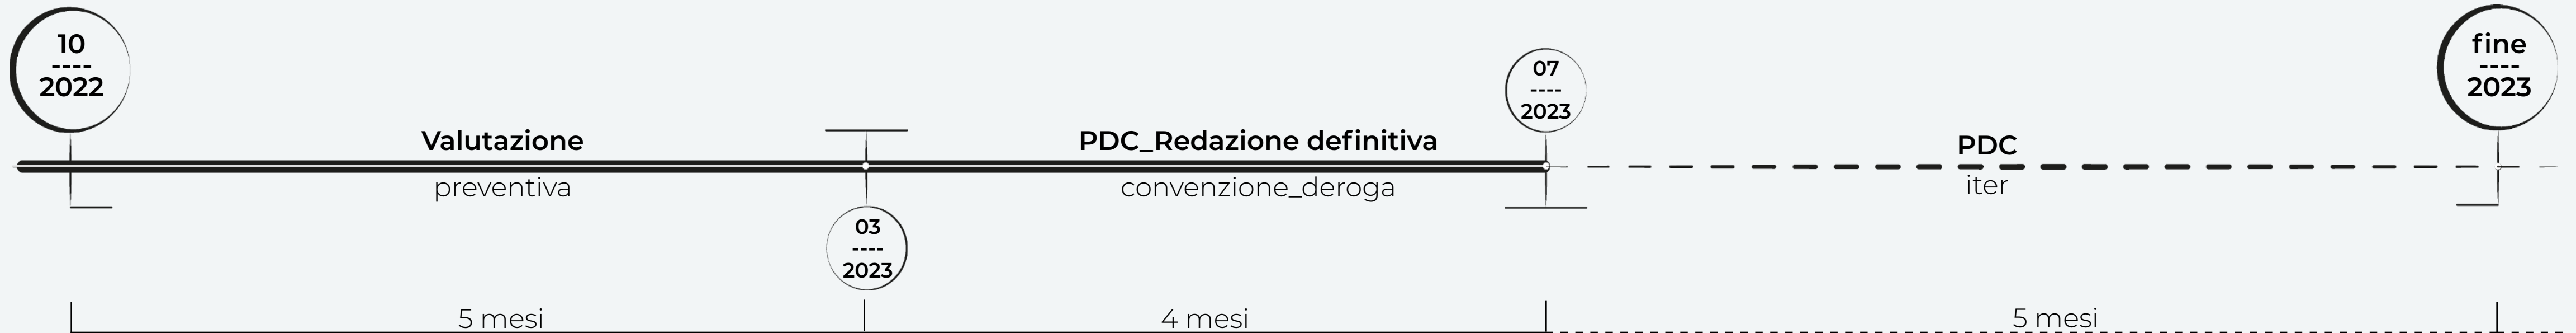 10
----
2022
Valutazione
preventiva
03
----
2023
PDC_Redazione definitiva
convenzione_deroga
07
----
2023
PDC
iter
fine
----
2023
5 mesi
4 mesi
5 mesi